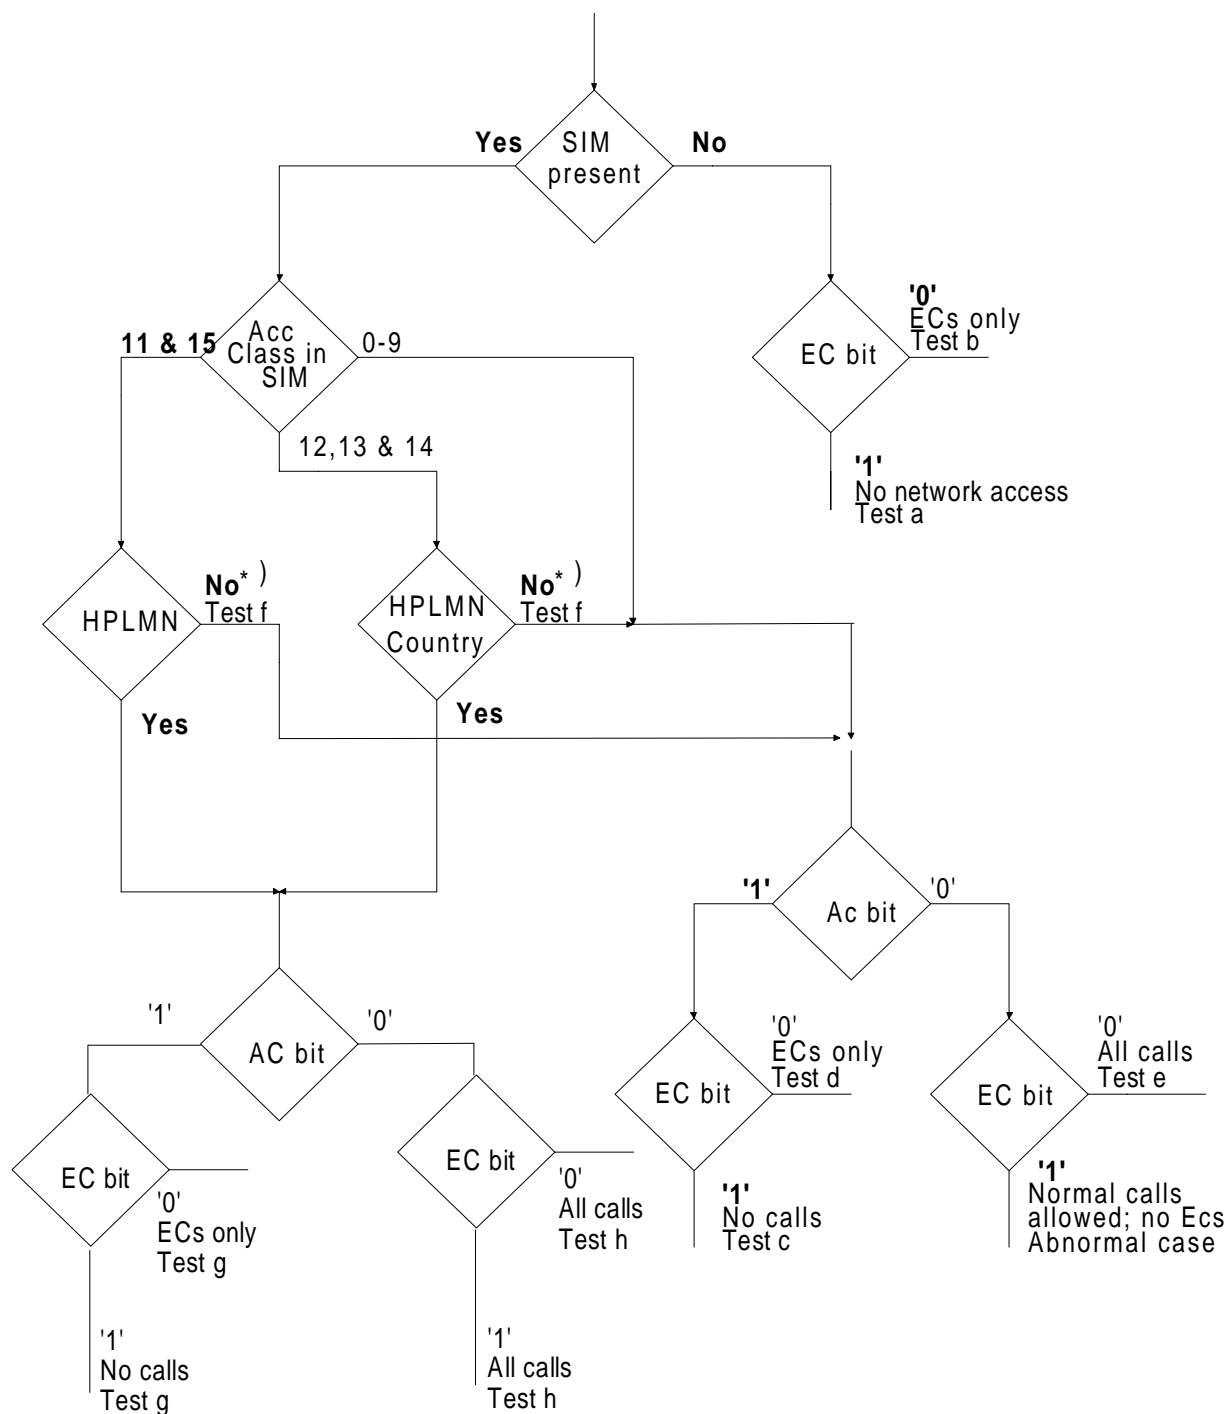 Yes
SIM
present
No
11 & 15
Acc
Class in
SIM
0-9
EC bit
'0'
ECs only
Test b
12,13 & 14
'1'
No network access
Test a
HPLMN
No* )
Test f
HPLMN
Country
No* )
Test f
Yes
Yes
'1'
Ac bit
'0'
'1'
AC bit
'0'
EC bit
'0'
ECs only
Test d
EC bit
'0'
All calls
Test e
EC bit
'0'
ECs only
Test g
EC bit
'0'
All calls
Test h
'1'
No calls
Test c
'1'
Normal calls
allowed; no Ecs
Abnormal case
'1'
No calls
Test g
'1'
All calls
Test h